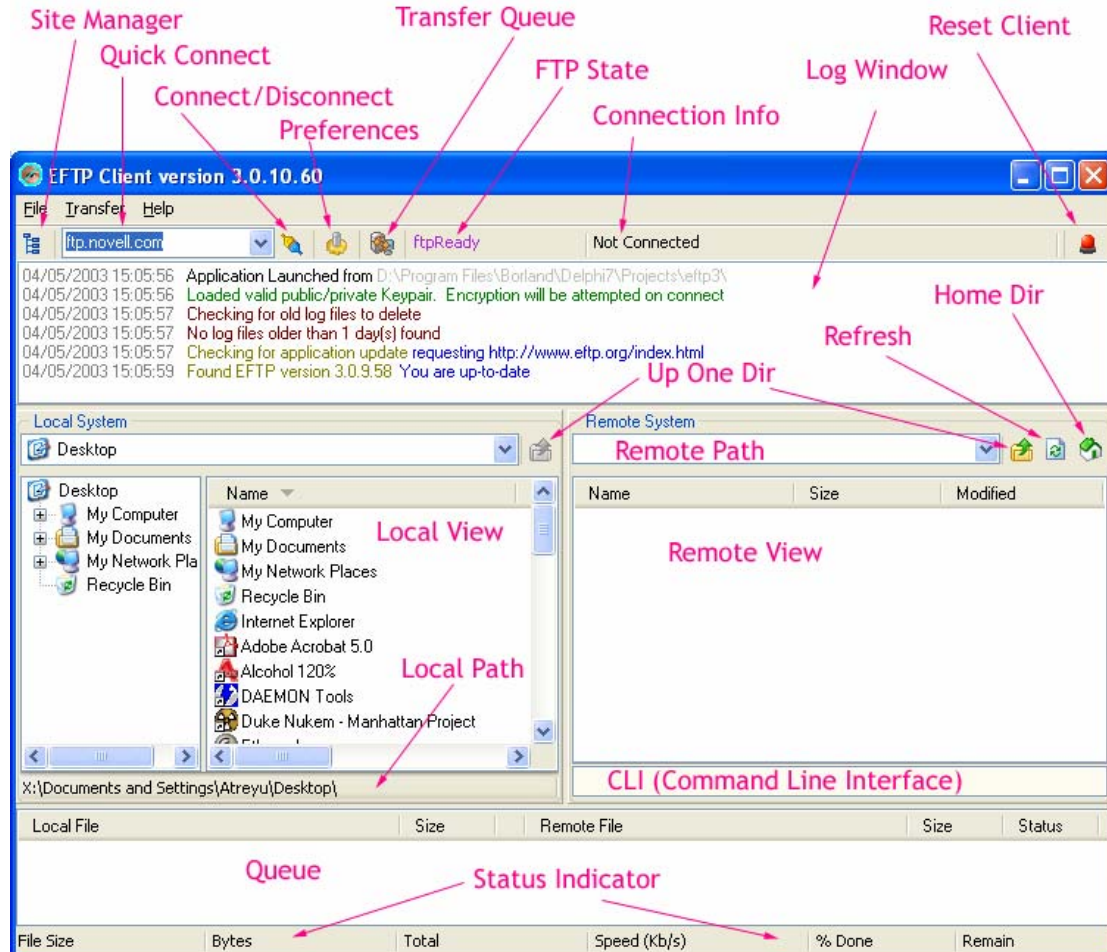 Site Manager
Transfer Queue
Reset Client
Quick Connect
FTP State
Log Window
Connect/Disconnect
Connection Info
Preferences
EFTP Client version 3.0.10.60
File Transfer Help
ftp.novell.com
ftpReady
Not Connected
04/05/2003 15:05:56 Application Launched from D:\Program Files\Borland\Delphi7\Projects\eftp3\
04/05/2003 15:05:56 Loaded valid public/private Keypair. Encryption will be attempted on connect
04/05/2003 15:05:57 Checking for old log files to delete
04/05/2003 15:05:57 No log files older than 1 day(s) found
04/05/2003 15:05:57 Checking for application update requesting http://www.eftp.org/index.html
04/05/2003 15:05:59 Found EFTP version 3.0.9.58 You are up-to-date
Home Dir
Refresh
Up One Dir
Local System
Desktop
Desktop
My Computer
My Documents
My Network Pla
Recycle Bin
Name
My Computer
My Documents
My Network Places
Recycle Bin
Internet Explorer
Adobe Acrobat 5.0
Alcohol 120%
DAEMON Tools
Duke Nukem - Manhattan Project
Local View
Local Path
X:\Documents and Settings\Atreyu\Desktop\
Remote System
Remote Path
Name Size Modified
Remote View
CLI (Command Line Interface)
Local File Size Remote File Size Status
Queue
Status Indicator
File Size Bytes Total Speed (Kb/s) % Done Remain